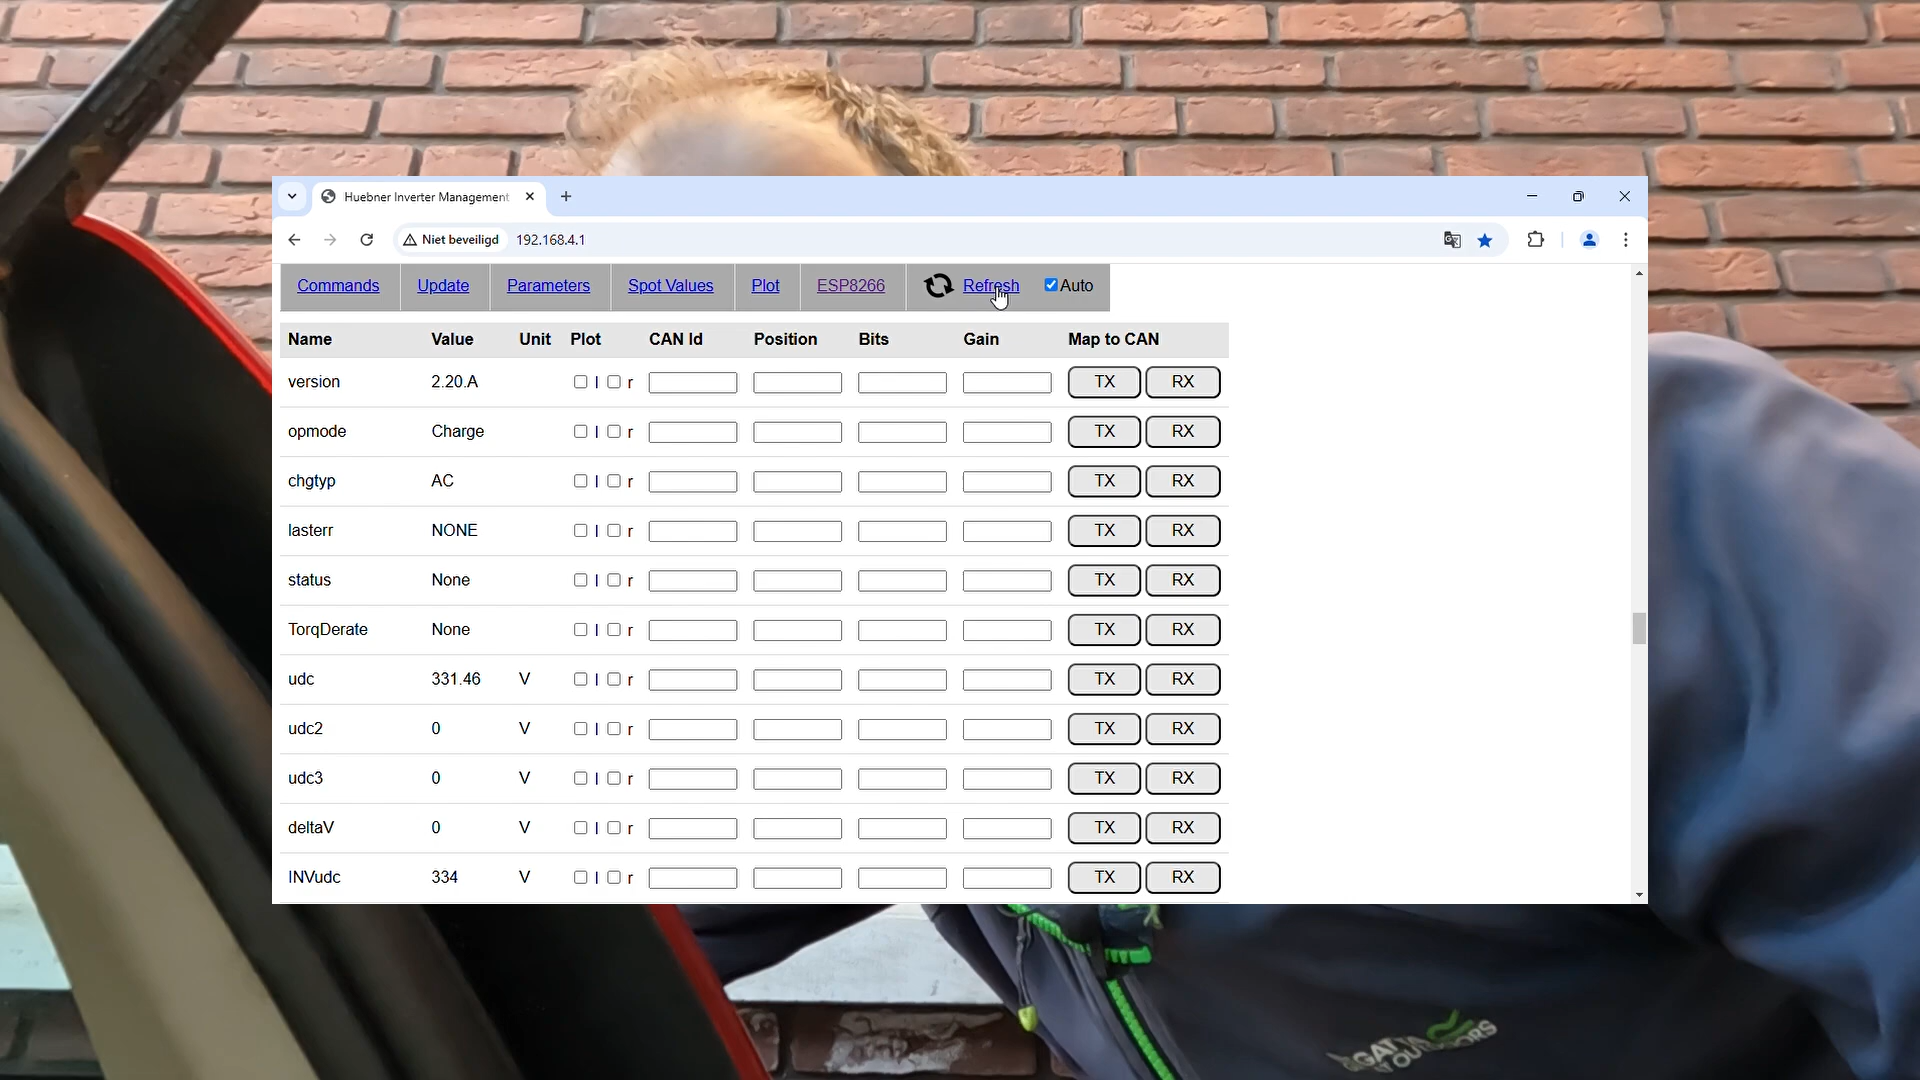 Huebner Inverter Management
Niet beveiligd 192.168.4.1
Commands Update Parameters Spot Values Plot ESP8266 Refresh Auto
Name Value Unit Plot CAN Id Position Bits Gain Map to CAN
version 2.20.A l r TX RX
opmode Charge l r TX RX
chgtyp AC l r TX RX
lasterr NONE l r TX RX
status None l r TX RX
TorqDerate None l r TX RX
udc 331.46 V l r TX RX
udc2 0 V l r TX RX
udc3 0 V l r TX RX
deltaV 0 V l r TX RX
INVudc 334 V l r TX RX